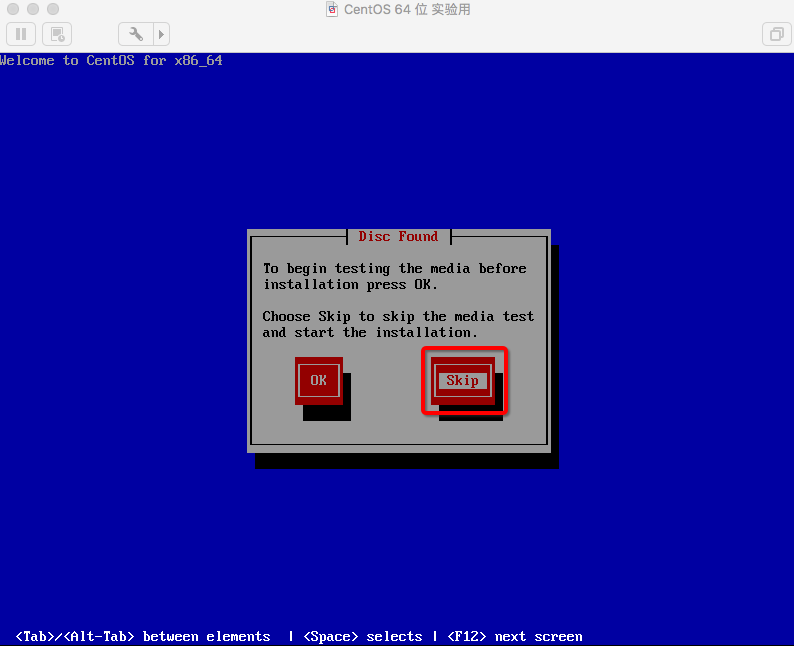 CentOS 64 位 实验用
Welcome to CentOS for x86_64
Disc Found
To begin testing the media before
installation press OK.
Choose Skip to skip the media test
and start the installation.
OK
Skip
<Tab>/<Alt-Tab> between elements  | <Space> selects | <F12> next screen